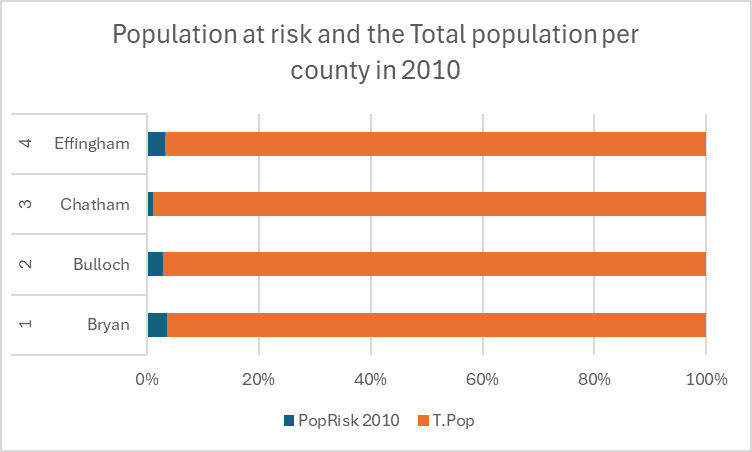 Population at risk and the Total population per
county in 2010
4 Effingham
3 Chatham
2 Bulloch
1 Bryan
0% 20% 40% 60% 80% 100%
PopRisk 2010 T.Pop